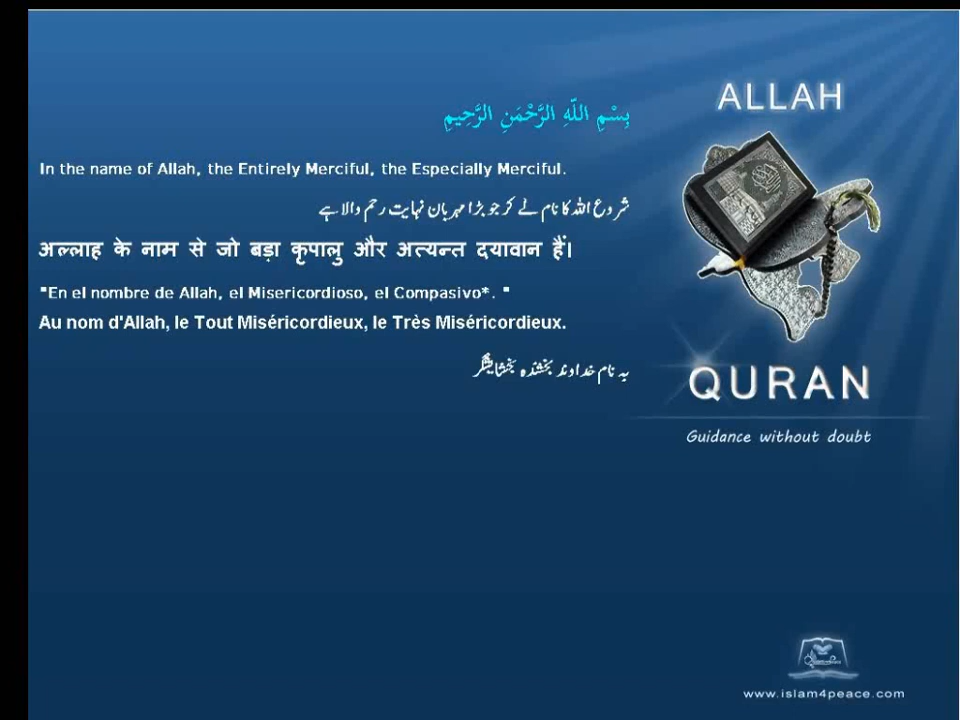 بِسْمِ اللّهِ الرَّحْمَنِ الرَّحِيمِ
In the name of Allah, the Entirely Merciful, the Especially Merciful.
شروع اللہ کا نام لے کر جو بڑا مہربان نہایت رحم والا ہے
अल्लाह के नाम से जो बड़ा कृपालु और अत्यन्त दयावान हैं।
"En el nombre de Allah, el Misericordioso, el Compasivo*. "
Au nom d'Allah, le Tout Miséricordieux, le Très Miséricordieux.
به نام خداوند بخشنده بخشایشگر
ALLAH
QURAN
Guidance without doubt
www.islam4peace.com